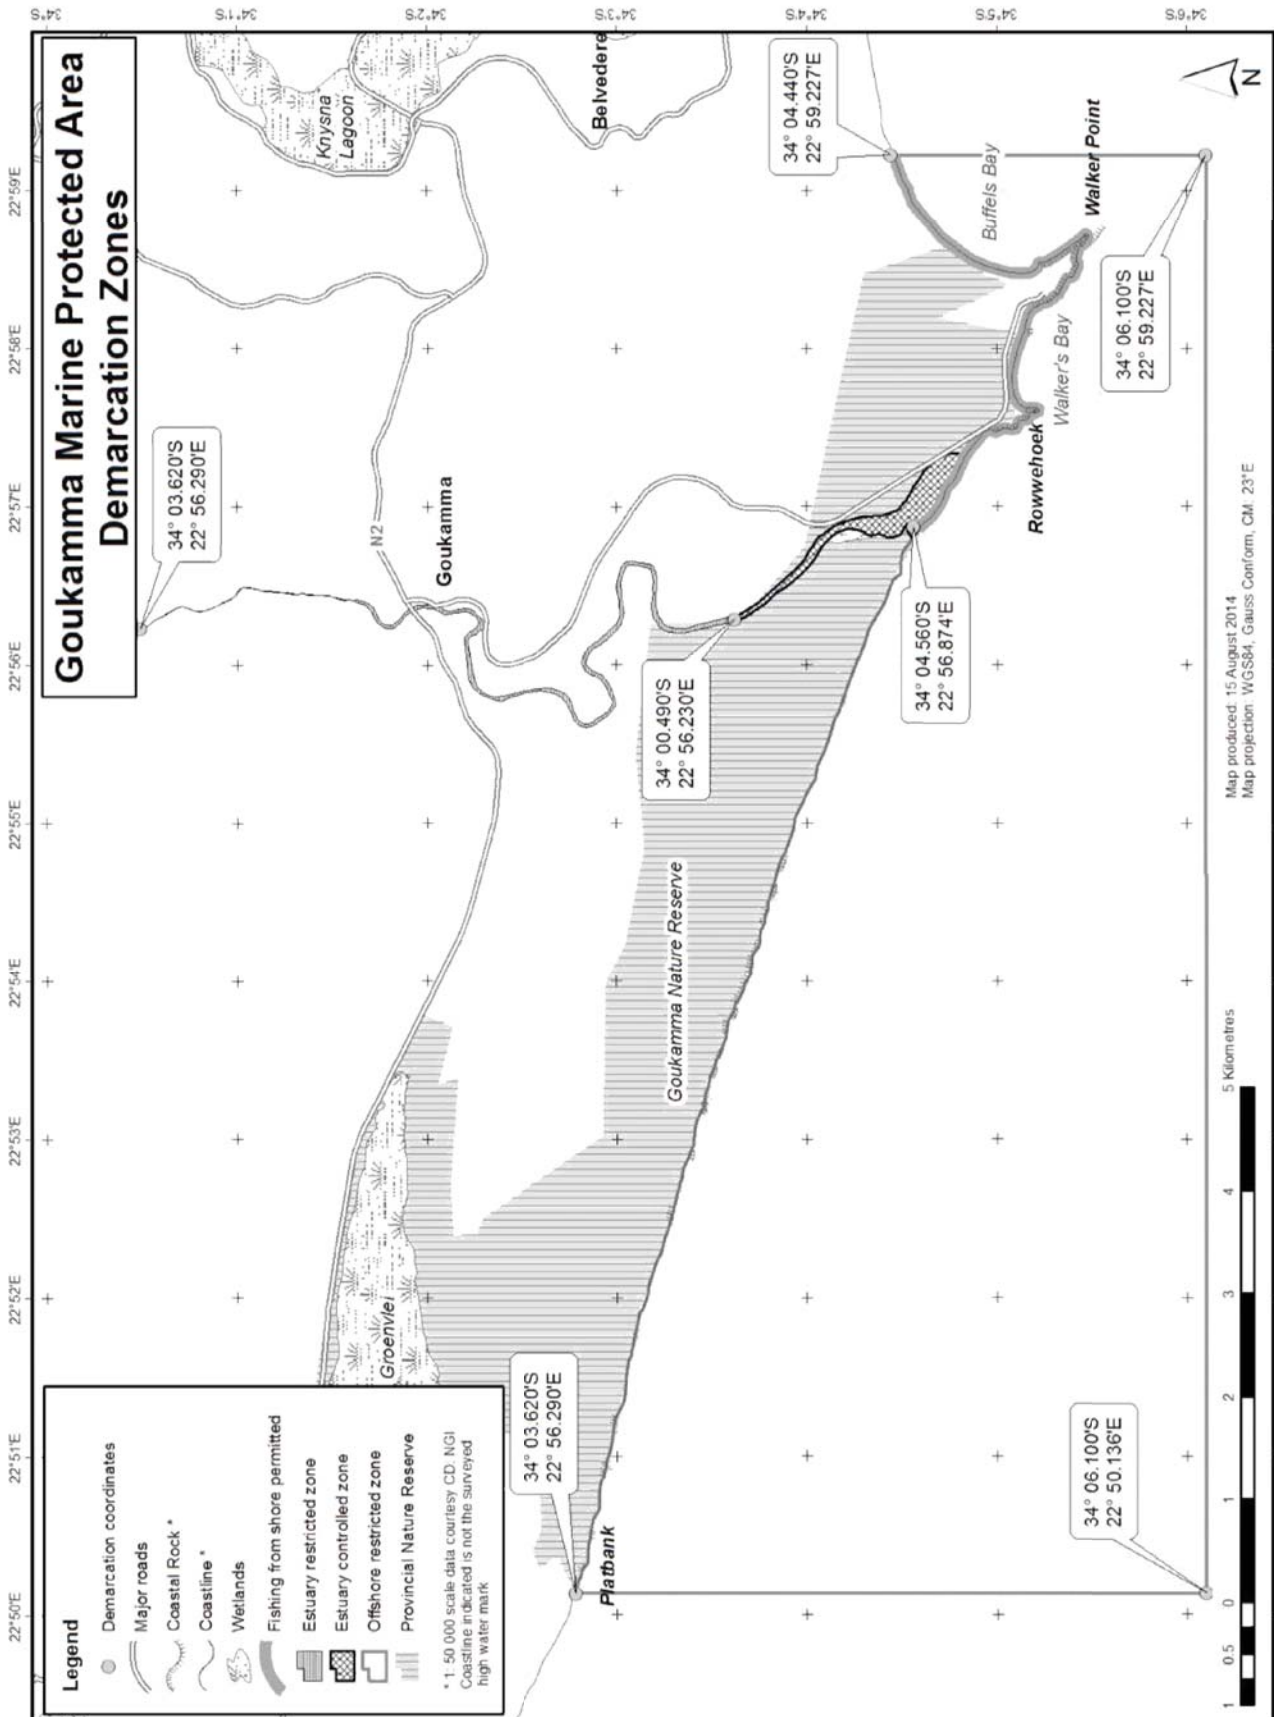 Goukamma Marine Protected Area
Demarcation Zones
22°50'E
22°51'E
22°52'E
22°53'E
22°54'E
22°55'E
22°56'E
22°57'E
22°58'E
22°59'E
34°S
34°1'S
34°2'S
34°3'S
34°4'S
34°5'S
34°6'S
34° 03.620'S
22° 56.290'E
Knysna
Lagoon
Belvedere
N2
Goukamma
34° 04.440'S
22° 59.227'E
Buffels Bay
Walker Point
34° 06.100'S
22° 59.227'E
Walker's Bay
Rowwehoek
34° 00.490'S
22° 56.230'E
34° 04.560'S
22° 56.874'E
Goukamma Nature Reserve
Groenvlei
34° 03.620'S
22° 56.290'E
Platbank
34° 06.100'S
22° 50.136'E
Legend
Demarcation coordinates
Major roads
Coastal Rock *
Coastline *
Wetlands
Fishing from shore permitted
Estuary restricted zone
Estuary controlled zone
Offshore restricted zone
Provincial Nature Reserve
* 1: 50 000 scale data courtesy CD: NGI
Coastline indicated is not the surveyed
high water mark
1 0.5 0 1 2 3 4 5 Kilometres
Map produced: 15 August 2014
Map projection: WGS84, Gauss Conform, CM: 23°E
N